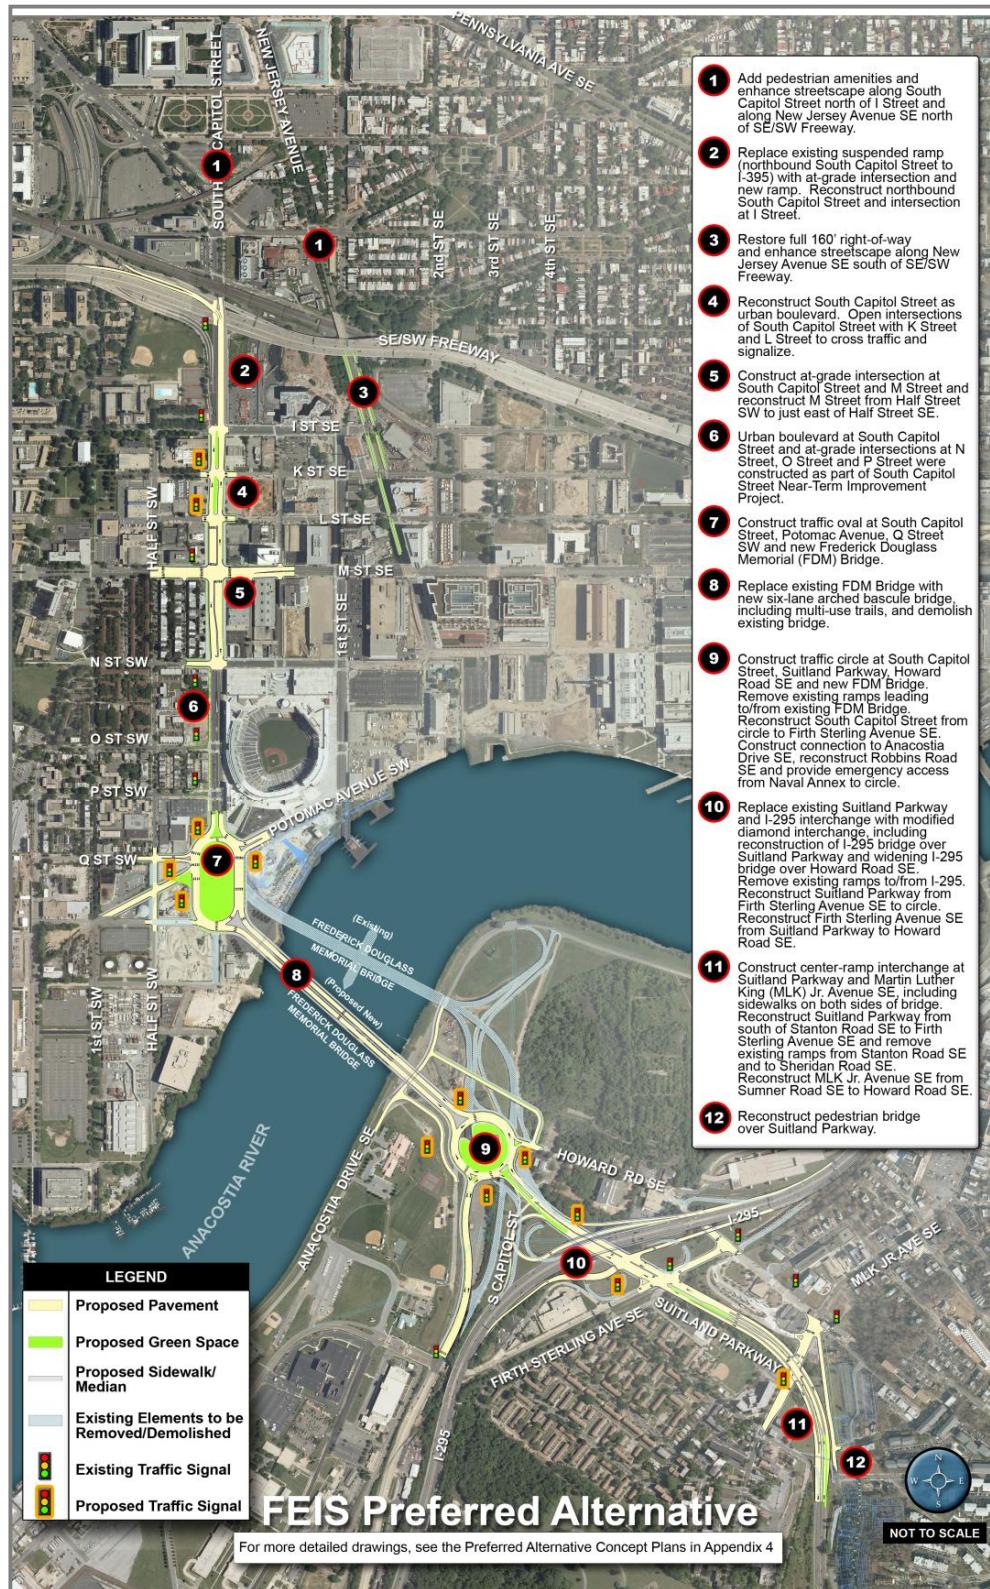 PENNSYLVANIA AVE SE
SOUTH CAPITOL STREET
NEW JERSEY AVENUE
1
1
2nd ST SE
3rd ST SE
4th ST SE
SE/SW FREEWAY
2
3
I ST SE
K ST SE
4
L ST SE
HALF ST SW
M ST SE
5
1st ST SE
N ST SW
6
O ST SW
P ST SW
POTOMAC AVENUE SW
Q ST SW
7
(Existing)
FREDERICK DOUGLASS
MEMORIAL BRIDGE
8
(Proposed New)
FREDERICK DOUGLASS
MEMORIAL BRIDGE
1st ST SW
HALF ST SW
ANACOSTIA RIVER
ANACOSTIA DRIVE SE
9
HOWARD RD SE
S CAPITOL ST
I-295
10
MLK JR AVE SE
SUITLAND PARKWAY
FIRTH STERLING AVE SE
I-295
11
12
1 Add pedestrian amenities and
enhance streetscape along South
Capitol Street north of I Street and
along New Jersey Avenue SE north
of SE/SW Freeway.
2 Replace existing suspended ramp
(northbound South Capitol Street to
I-395) with at-grade intersection and
new ramp. Reconstruct northbound
South Capitol Street and intersection
at I Street.
3 Restore full 160' right-of-way
and enhance streetscape along New
Jersey Avenue SE south of SE/SW
Freeway.
4 Reconstruct South Capitol Street as
urban boulevard. Open intersections
of South Capitol Street with K Street
and L Street to cross traffic and
signalize.
5 Construct at-grade intersection at
South Capitol Street and M Street and
reconstruct M Street from Half Street
SW to just east of Half Street SE.
6 Urban boulevard at South Capitol
Street and at-grade intersections at N
Street, O Street and P Street were
constructed as part of South Capitol
Street Near-Term Improvement
Project.
7 Construct traffic oval at South Capitol
Street, Potomac Avenue, Q Street
SW and new Frederick Douglass
Memorial (FDM) Bridge.
8 Replace existing FDM Bridge with
new six-lane arched bascule bridge,
including multi-use trails, and demolish
existing bridge.
9 Construct traffic circle at South Capitol
Street, Suitland Parkway, Howard
Road SE and new FDM Bridge.
Remove existing ramps leading
to/from existing FDM Bridge.
Reconstruct South Capitol Street from
circle to Firth Sterling Avenue SE.
Construct connection to Anacostia
Drive SE, reconstruct Robbins Road
SE and provide emergency access
from Naval Annex to circle.
10 Replace existing Suitland Parkway
and I-295 interchange with modified
diamond interchange, including
reconstruction of I-295 bridge over
Suitland Parkway and widening I-295
bridge over Howard Road SE.
Remove existing ramps to/from I-295.
Reconstruct Suitland Parkway from
Firth Sterling Avenue SE to circle.
Reconstruct Firth Sterling Avenue SE
from Suitland Parkway to Howard
Road SE.
11 Construct center-ramp interchange at
Suitland Parkway and Martin Luther
King (MLK) Jr. Avenue SE, including
sidewalks on both sides of bridge.
Reconstruct Suitland Parkway from
south of Stanton Road SE to Firth
Sterling Avenue SE and remove
existing ramps from Stanton Road SE
and to Sheridan Road SE.
Reconstruct MLK Jr. Avenue SE from
Sumner Road SE to Howard Road SE.
12 Reconstruct pedestrian bridge
over Suitland Parkway.
LEGEND
Proposed Pavement
Proposed Green Space
Proposed Sidewalk/
Median
Existing Elements to be
Removed/Demolished
Existing Traffic Signal
Proposed Traffic Signal
FEIS Preferred Alternative
For more detailed drawings, see the Preferred Alternative Concept Plans in Appendix 4
N
W E
S
NOT TO SCALE